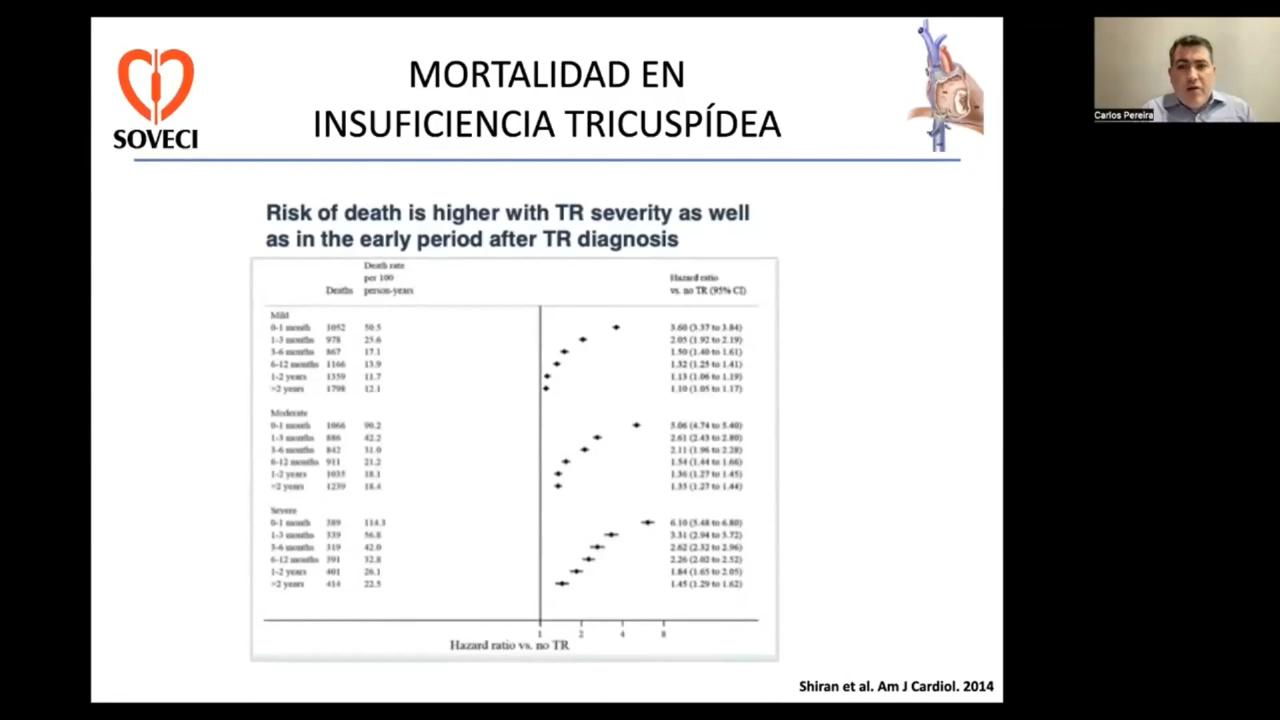 SOVECI
MORTALIDAD EN
INSUFICIENCIA TRICUSPÍDEA
Carlos Pereira
Risk of death is higher with TR severity as well
as in the early period after TR diagnosis
Death rate
per 100
Deaths person-years
Hazard ratio
vs. no TR (95% CI)
Mild
0-1 month 1052 50.5 3.60 (3.37 to 3.84)
1-3 months 978 25.6 2.05 (1.92 to 2.19)
3-6 months 867 17.1 1.50 (1.40 to 1.61)
6-12 months 1166 13.9 1.32 (1.25 to 1.41)
1-2 years 1359 11.7 1.13 (1.06 to 1.19)
>2 years 1798 12.1 1.10 (1.05 to 1.17)
Moderate
0-1 month 1066 90.2 5.06 (4.74 to 5.40)
1-3 months 886 42.2 2.61 (2.43 to 2.80)
3-6 months 842 31.0 2.11 (1.96 to 2.28)
6-12 months 911 21.2 1.54 (1.44 to 1.66)
1-2 years 1035 18.1 1.36 (1.27 to 1.45)
>2 years 1239 18.4 1.35 (1.27 to 1.44)
Severe
0-1 month 389 114.3 6.10 (5.48 to 6.80)
1-3 months 339 56.8 3.31 (2.94 to 3.72)
3-6 months 319 42.0 2.62 (2.32 to 2.96)
6-12 months 391 32.8 2.26 (2.02 to 2.52)
1-2 years 401 26.1 1.84 (1.65 to 2.05)
>2 years 414 22.5 1.45 (1.29 to 1.62)
1 2 4 8
Hazard ratio vs. no TR
Shiran et al. Am J Cardiol. 2014